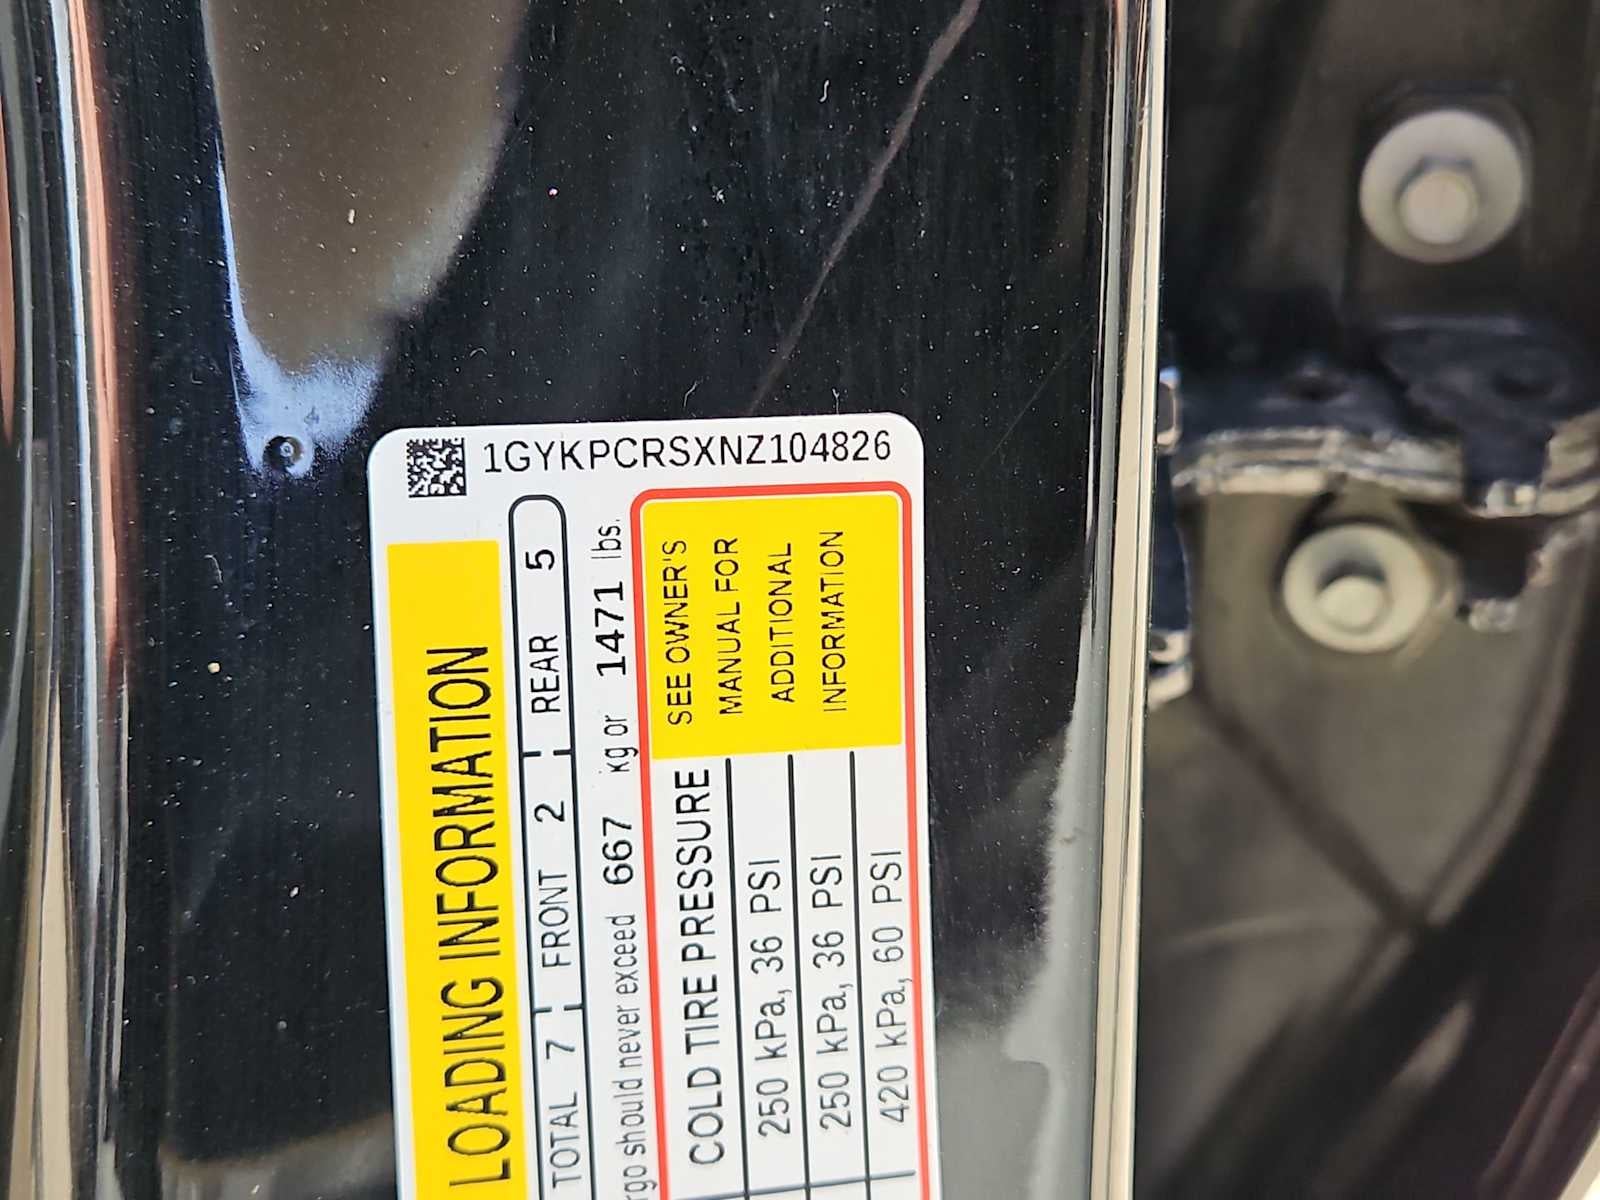 1GYKPCRSXNZ104826
LOADING INFORMATION
TOTAL 7 FRONT 2 REAR 5
should never exceed 667 kg or 1471 lbs.
COLD TIRE PRESSURE
250 kPa, 36 PSI
250 kPa, 36 PSI
420 kPa, 60 PSI
SEE OWNER'S
MANUAL FOR
ADDITIONAL
INFORMATION